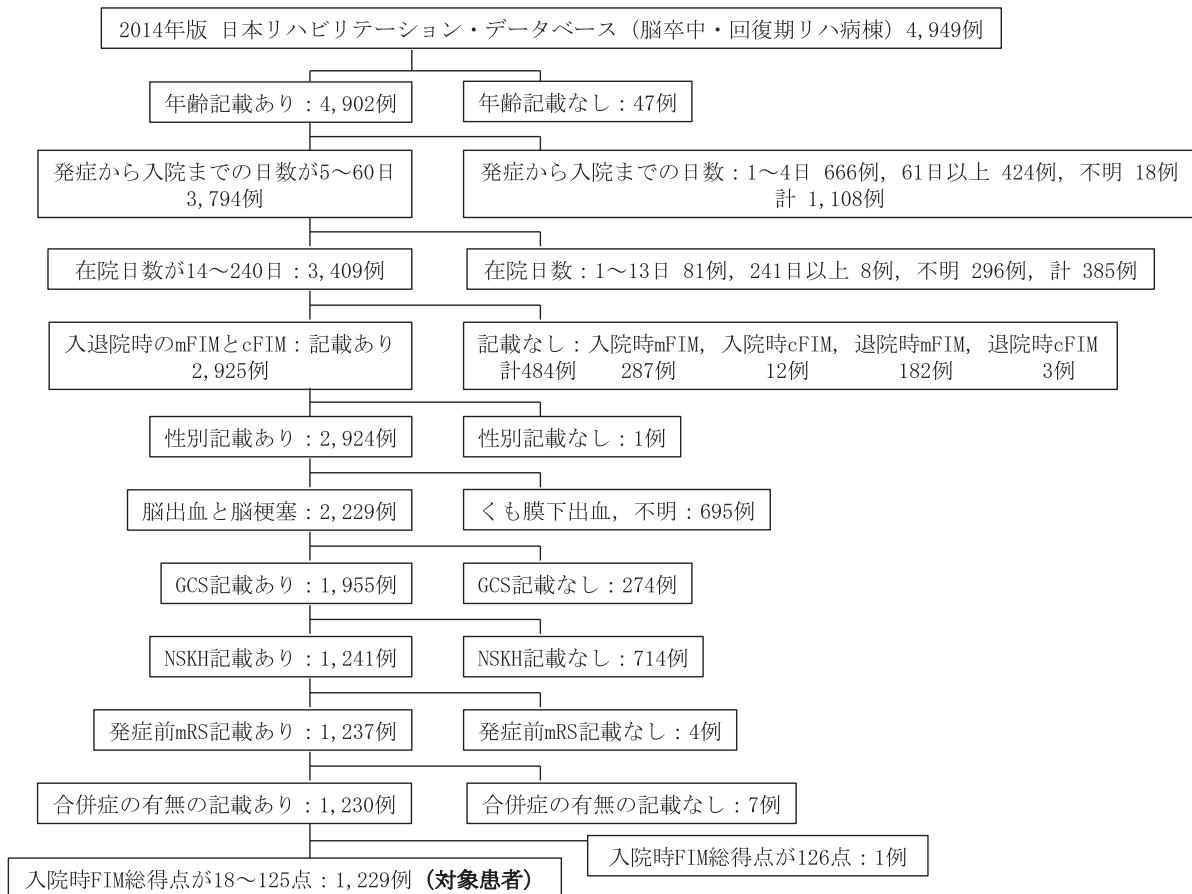 2014年版 日本リハビリテーション・データベース（脳卒中・回復期リハ病棟）4,949例
年齢記載あり：4,902例
年齢記載なし：47例
発症から入院までの日数が5〜60日
3,794例
発症から入院までの日数：1〜4日 666例，61日以上 424例，不明 18例
計 1,108例
在院日数が14〜240日：3,409例
在院日数：1〜13日 81例，241日以上 8例，不明 296例，計 385例
入退院時のmFIMとcFIM：記載あり
2,925例
記載なし：入院時mFIM，入院時cFIM，退院時mFIM，退院時cFIM
計484例 287例 12例 182例 3例
性別記載あり：2,924例
性別記載なし：1例
脳出血と脳梗塞：2,229例
くも膜下出血，不明：695例
GCS記載あり：1,955例
GCS記載なし：274例
NSKH記載あり：1,241例
NSKH記載なし：714例
発症前mRS記載あり：1,237例
発症前mRS記載なし：4例
合併症の有無の記載あり：1,230例
合併症の有無の記載なし：7例
入院時FIM総得点が126点：1例
入院時FIM総得点が18〜125点：1,229例（対象患者）